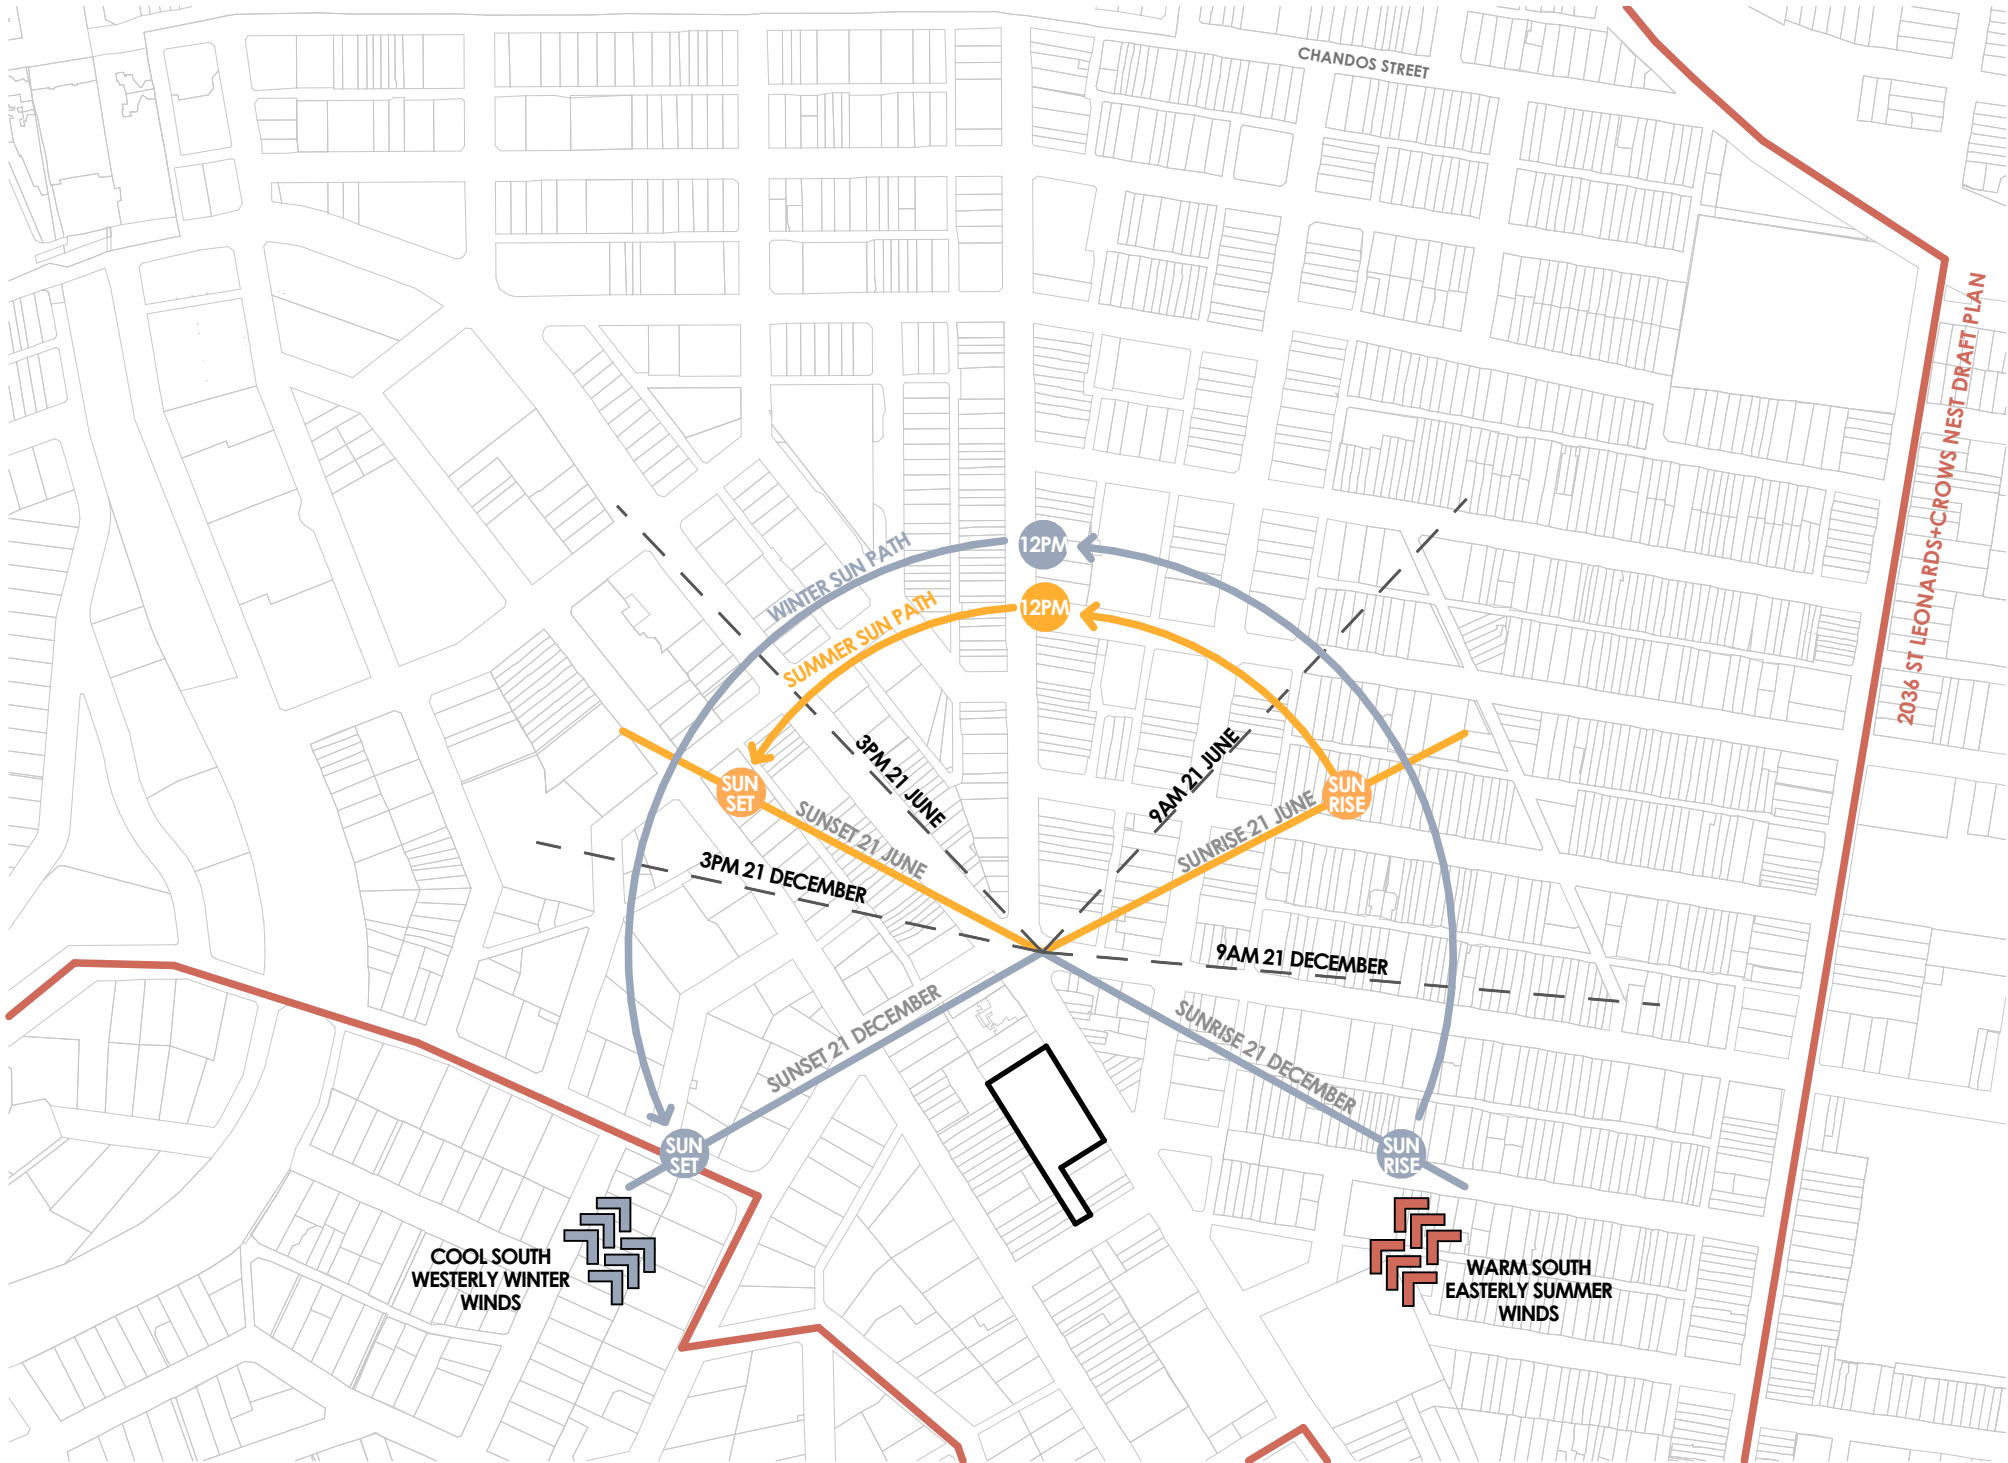 CHANDOS STREET
2036 ST LEONARDS+CROWS NEST DRAFT PLAN
WINTER SUN PATH
12PM
SUMMER SUN PATH
12PM
3PM 21 JUNE
9AM 21 JUNE
SUN
SET
SUN
RISE
SUNSET 21 JUNE
SUNRISE 21 JUNE
3PM 21 DECEMBER
9AM 21 DECEMBER
SUNSET 21 DECEMBER
SUNRISE 21 DECEMBER
SUN
SET
SUN
RISE
COOL SOUTH
WESTERLY WINTER
WINDS
WARM SOUTH
EASTERLY SUMMER
WINDS